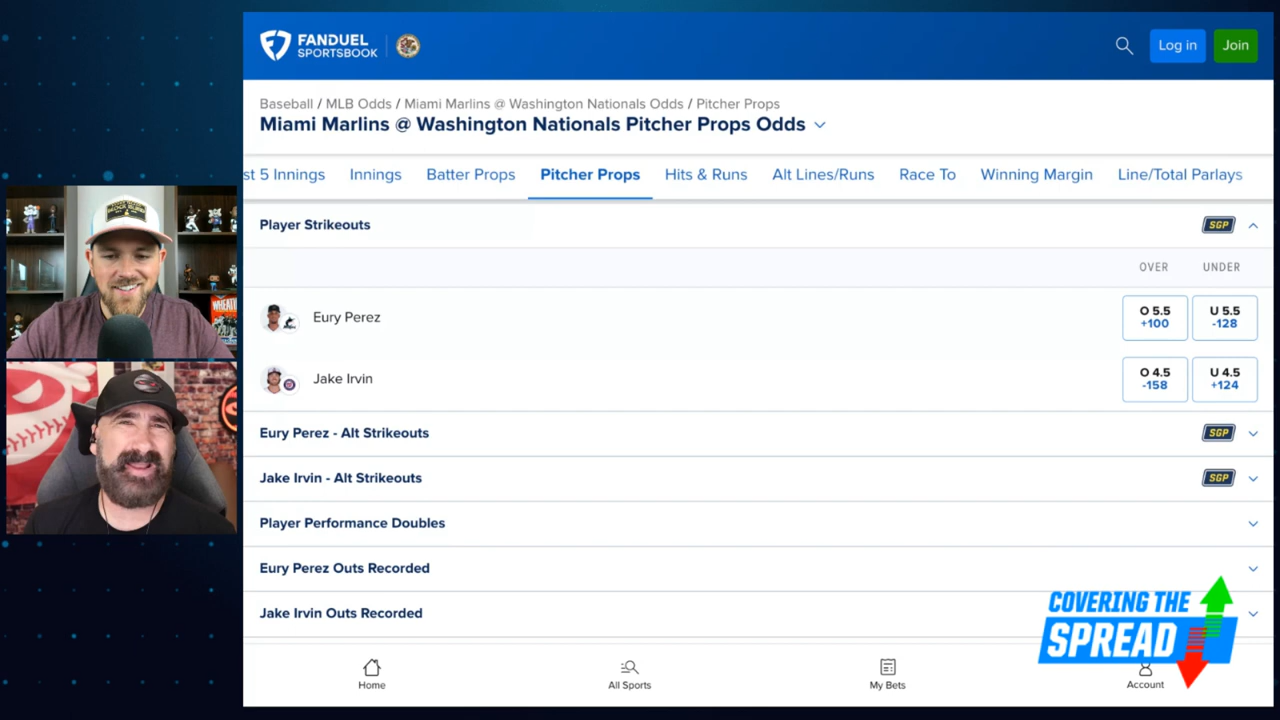 FANDUEL
SPORTSBOOK
Log in
Join
Baseball / MLB Odds / Miami Marlins @ Washington Nationals Odds / Pitcher Props
Miami Marlins @ Washington Nationals Pitcher Props Odds
st 5 Innings
Innings
Batter Props
Pitcher Props
Hits & Runs
Alt Lines/Runs
Race To
Winning Margin
Line/Total Parlays
Player Strikeouts
SGP
OVER
UNDER
Eury Perez
O 5.5
+100
U 5.5
-128
Jake Irvin
O 4.5
-158
U 4.5
+124
Eury Perez - Alt Strikeouts
SGP
Jake Irvin - Alt Strikeouts
SGP
Player Performance Doubles
Eury Perez Outs Recorded
Jake Irvin Outs Recorded
COVERING THE
SPREAD
Home
All Sports
My Bets
Account